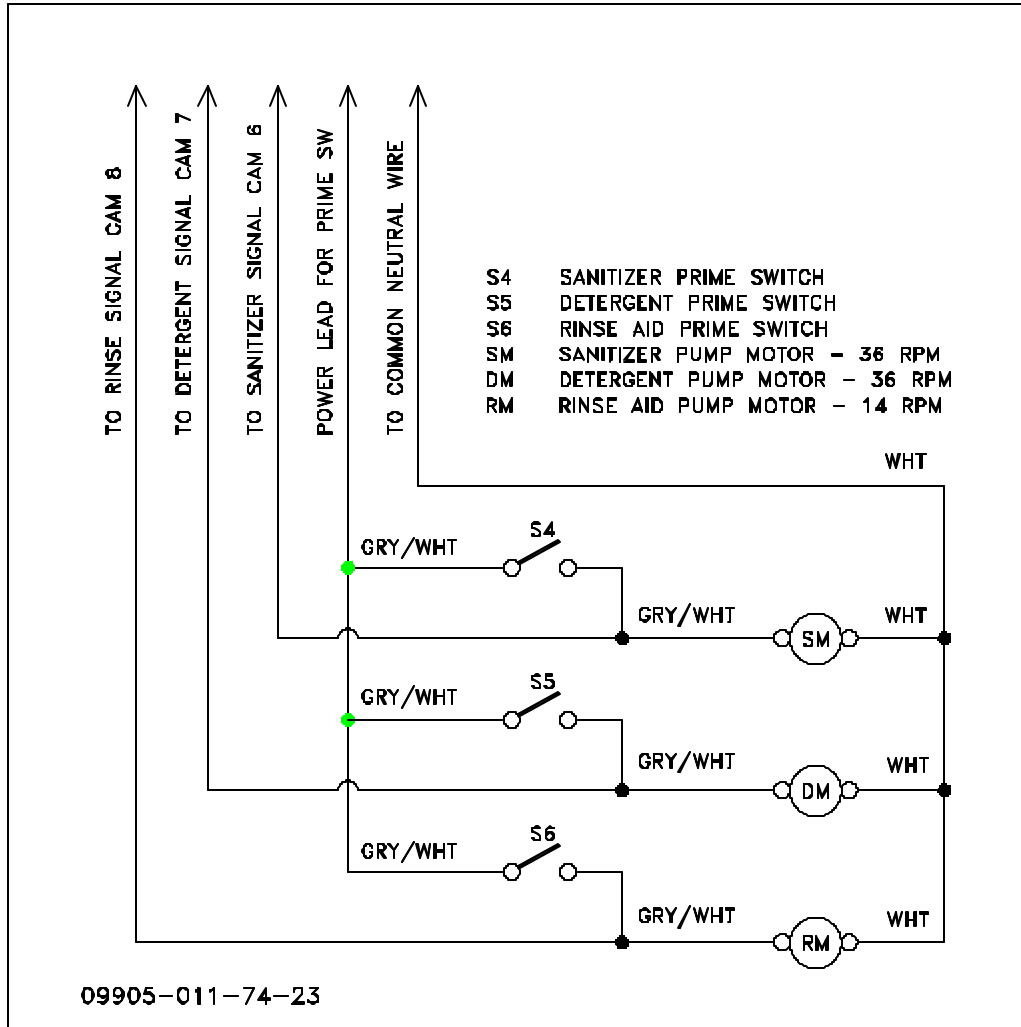 TO RINSE SIGNAL CAM 8
TO DETERGENT SIGNAL CAM 7
TO SANITIZER SIGNAL CAM 6
POWER LEAD FOR PRIME SW
TO COMMON NEUTRAL WIRE
S4 SANITIZER PRIME SWITCH
S5 DETERGENT PRIME SWITCH
S6 RINSE AID PRIME SWITCH
SM SANITIZER PUMP MOTOR - 36 RPM
DM DETERGENT PUMP MOTOR - 36 RPM
RM RINSE AID PUMP MOTOR - 14 RPM
WHT
S4
GRY/WHT
GRY/WHT
WHT
SM
S5
GRY/WHT
GRY/WHT
WHT
DM
S6
GRY/WHT
GRY/WHT
WHT
RM
09905-011-74-23